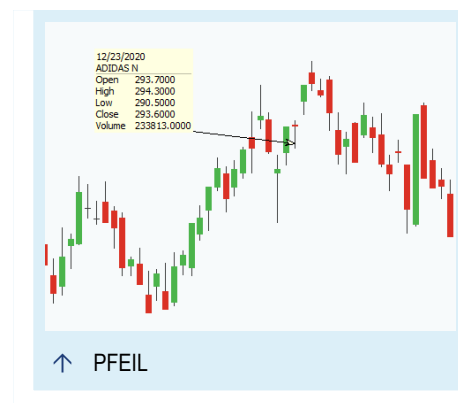 12/23/2020
ADIDAS N
Open 293.7000
High 294.3000
Low 290.5000
Close 293.6000
Volume 233813.0000
PFEIL